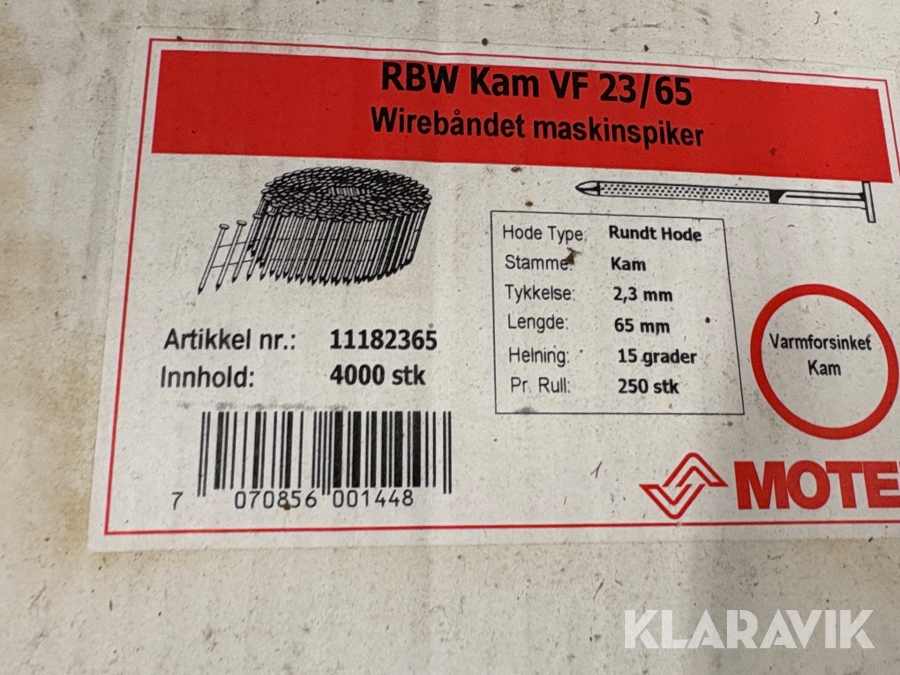 RBW Kam VF 23/65
Wirebåndet maskinspiker
Hode Type: Rundt Hode
Stamme: Kam
Tykkelse: 2,3 mm
Lengde: 65 mm
Helning: 15 grader
Pr. Rull: 250 stk
Artikkel nr.: 11182365
Innhold: 4000 stk
Varmforsinket
Kam
7 070856 001448
MOTE
KLARAVIK